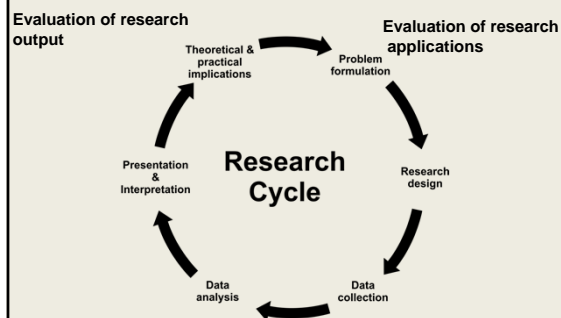 Evaluation of research
output
Evaluation of research
applications
Theoretical &
practical
implications
Problem
formulation
Research
design
Data
collection
Data
analysis
Presentation
&
Interpretation
Research
Cycle